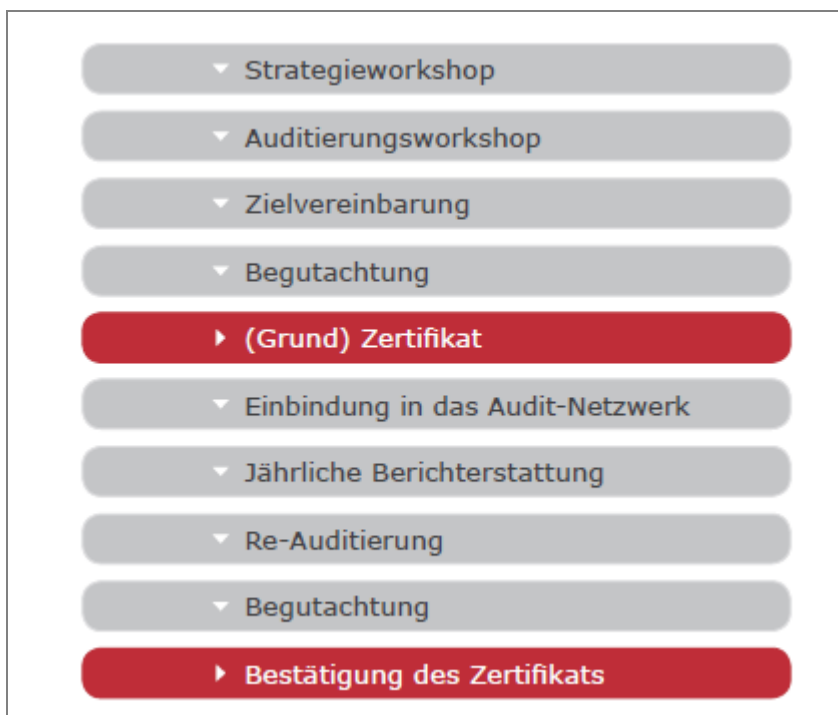 Strategieworkshop
Auditierungsworkshop
Zielvereinbarung
Begutachtung
(Grund) Zertifikat
Einbindung in das Audit-Netzwerk
Jährliche Berichterstattung
Re-Auditierung
Begutachtung
Bestätigung des Zertifikats